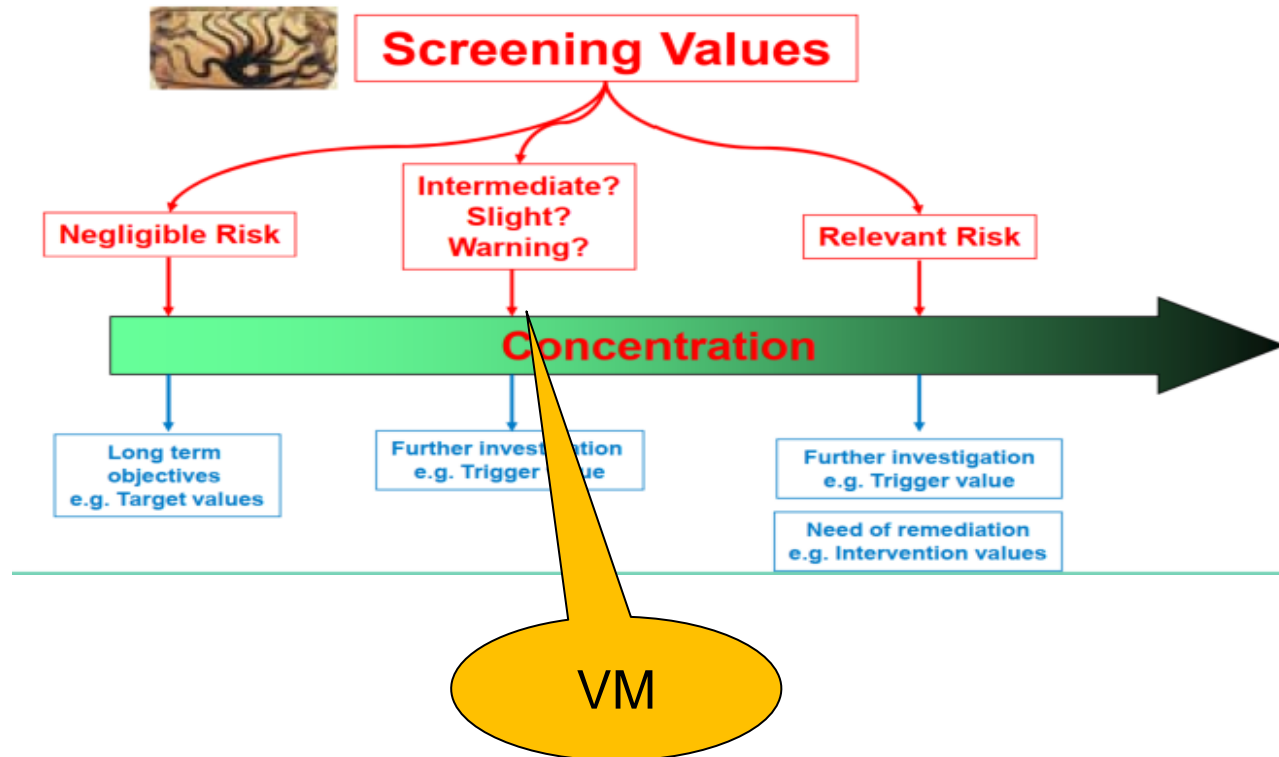 Screening Values
Intermediate?
Slight?
Warning?
Negligible Risk
Relevant Risk
Concentration
Long term
objectives
e.g. Target values
Further inves
e.g. Trigger
Further investigation
e.g. Trigger value
Need of remediation
e.g. Intervention values
VM